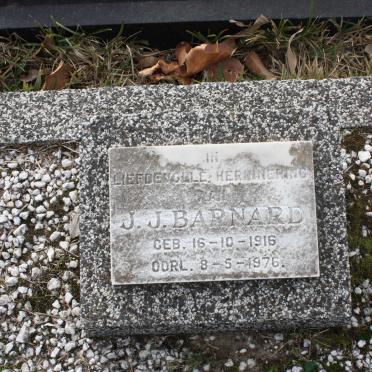 IN
LIEFDEVOLLE HERINNERING
AAN
J. J. BARNARD
GEB. 16-10-1916
OORL. 8-5-1976.